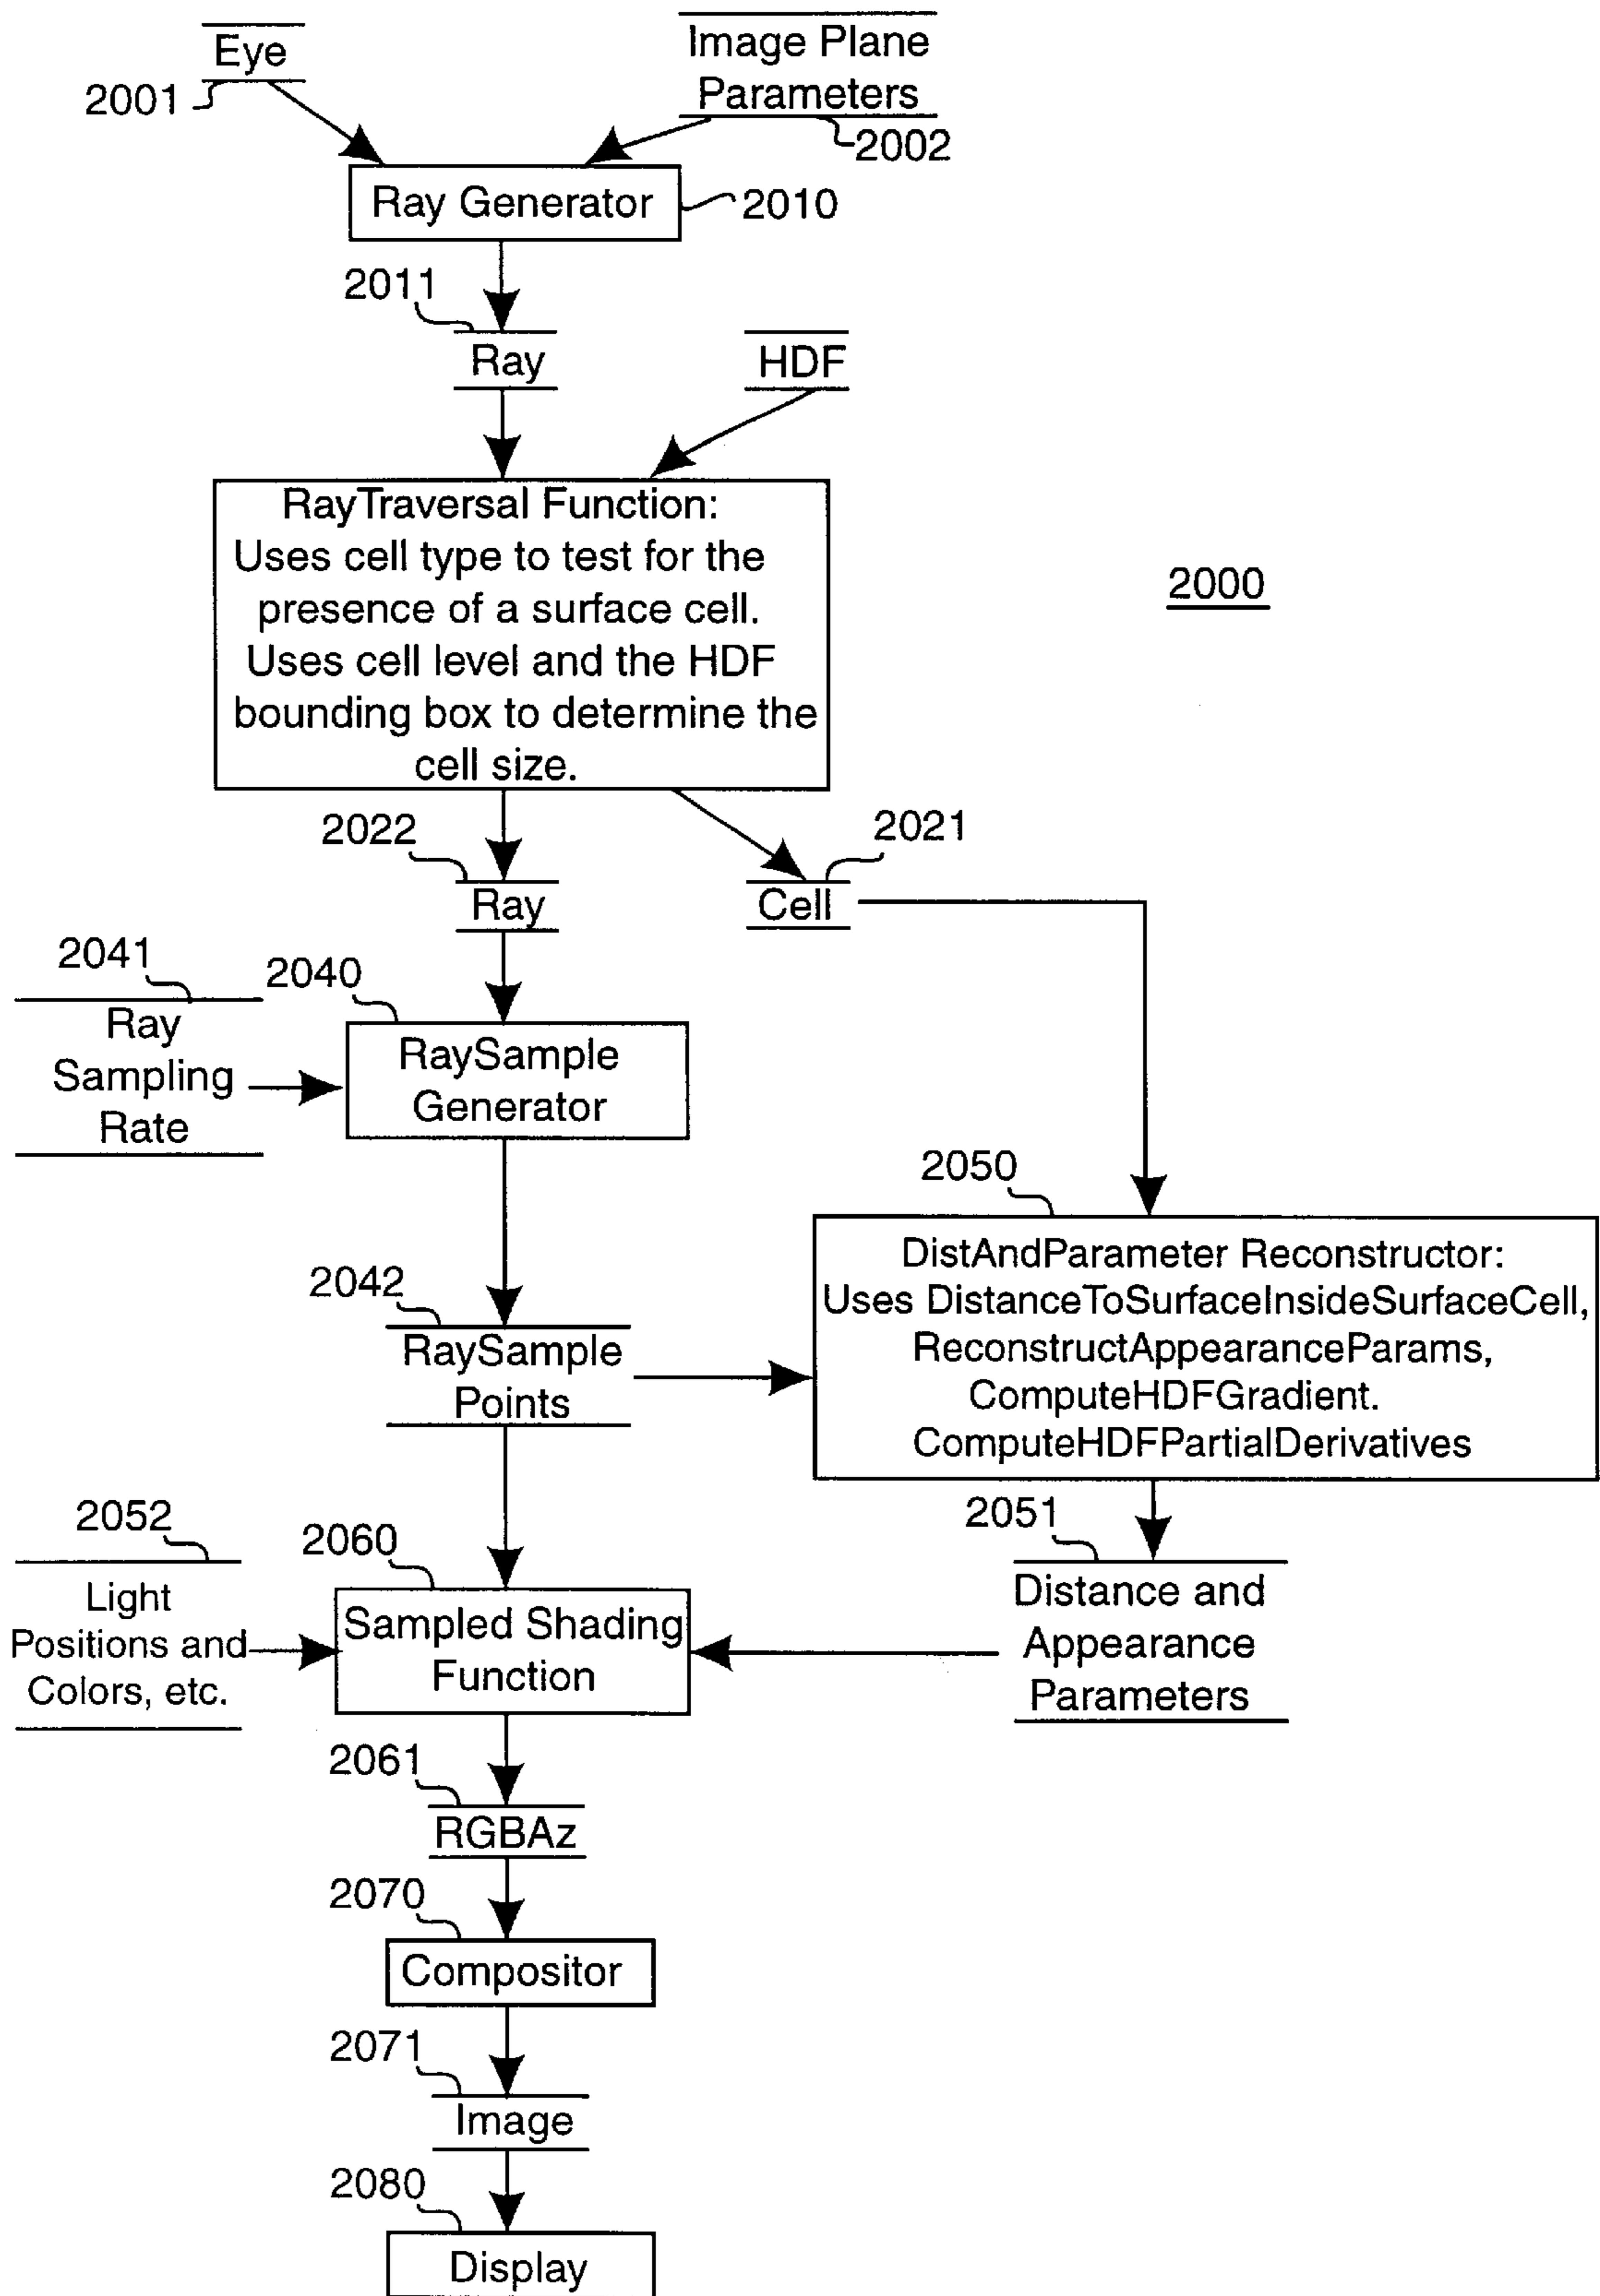 Eye
Image Plane
Parameters
2001
2002
Ray Generator
2010
2011
Ray
HDF
RayTraversal Function:
Uses cell type to test for the
presence of a surface cell.
Uses cell level and the HDF
bounding box to determine the
cell size.
2000
2022
2021
Ray
Cell
2041
2040
Ray
Sampling
Rate
RaySample
Generator
2050
DistAndParameter Reconstructor:
Uses DistanceToSurfaceInsideSurfaceCell,
ReconstructAppearanceParams,
ComputeHDFGradient.
ComputeHDFPartialDerivatives
2042
RaySample
Points
2052
2060
2051
Light
Positions and
Colors, etc.
Sampled Shading
Function
Distance and
Appearance
Parameters
2061
RGBAz
2070
Compositor
2071
Image
2080
Display